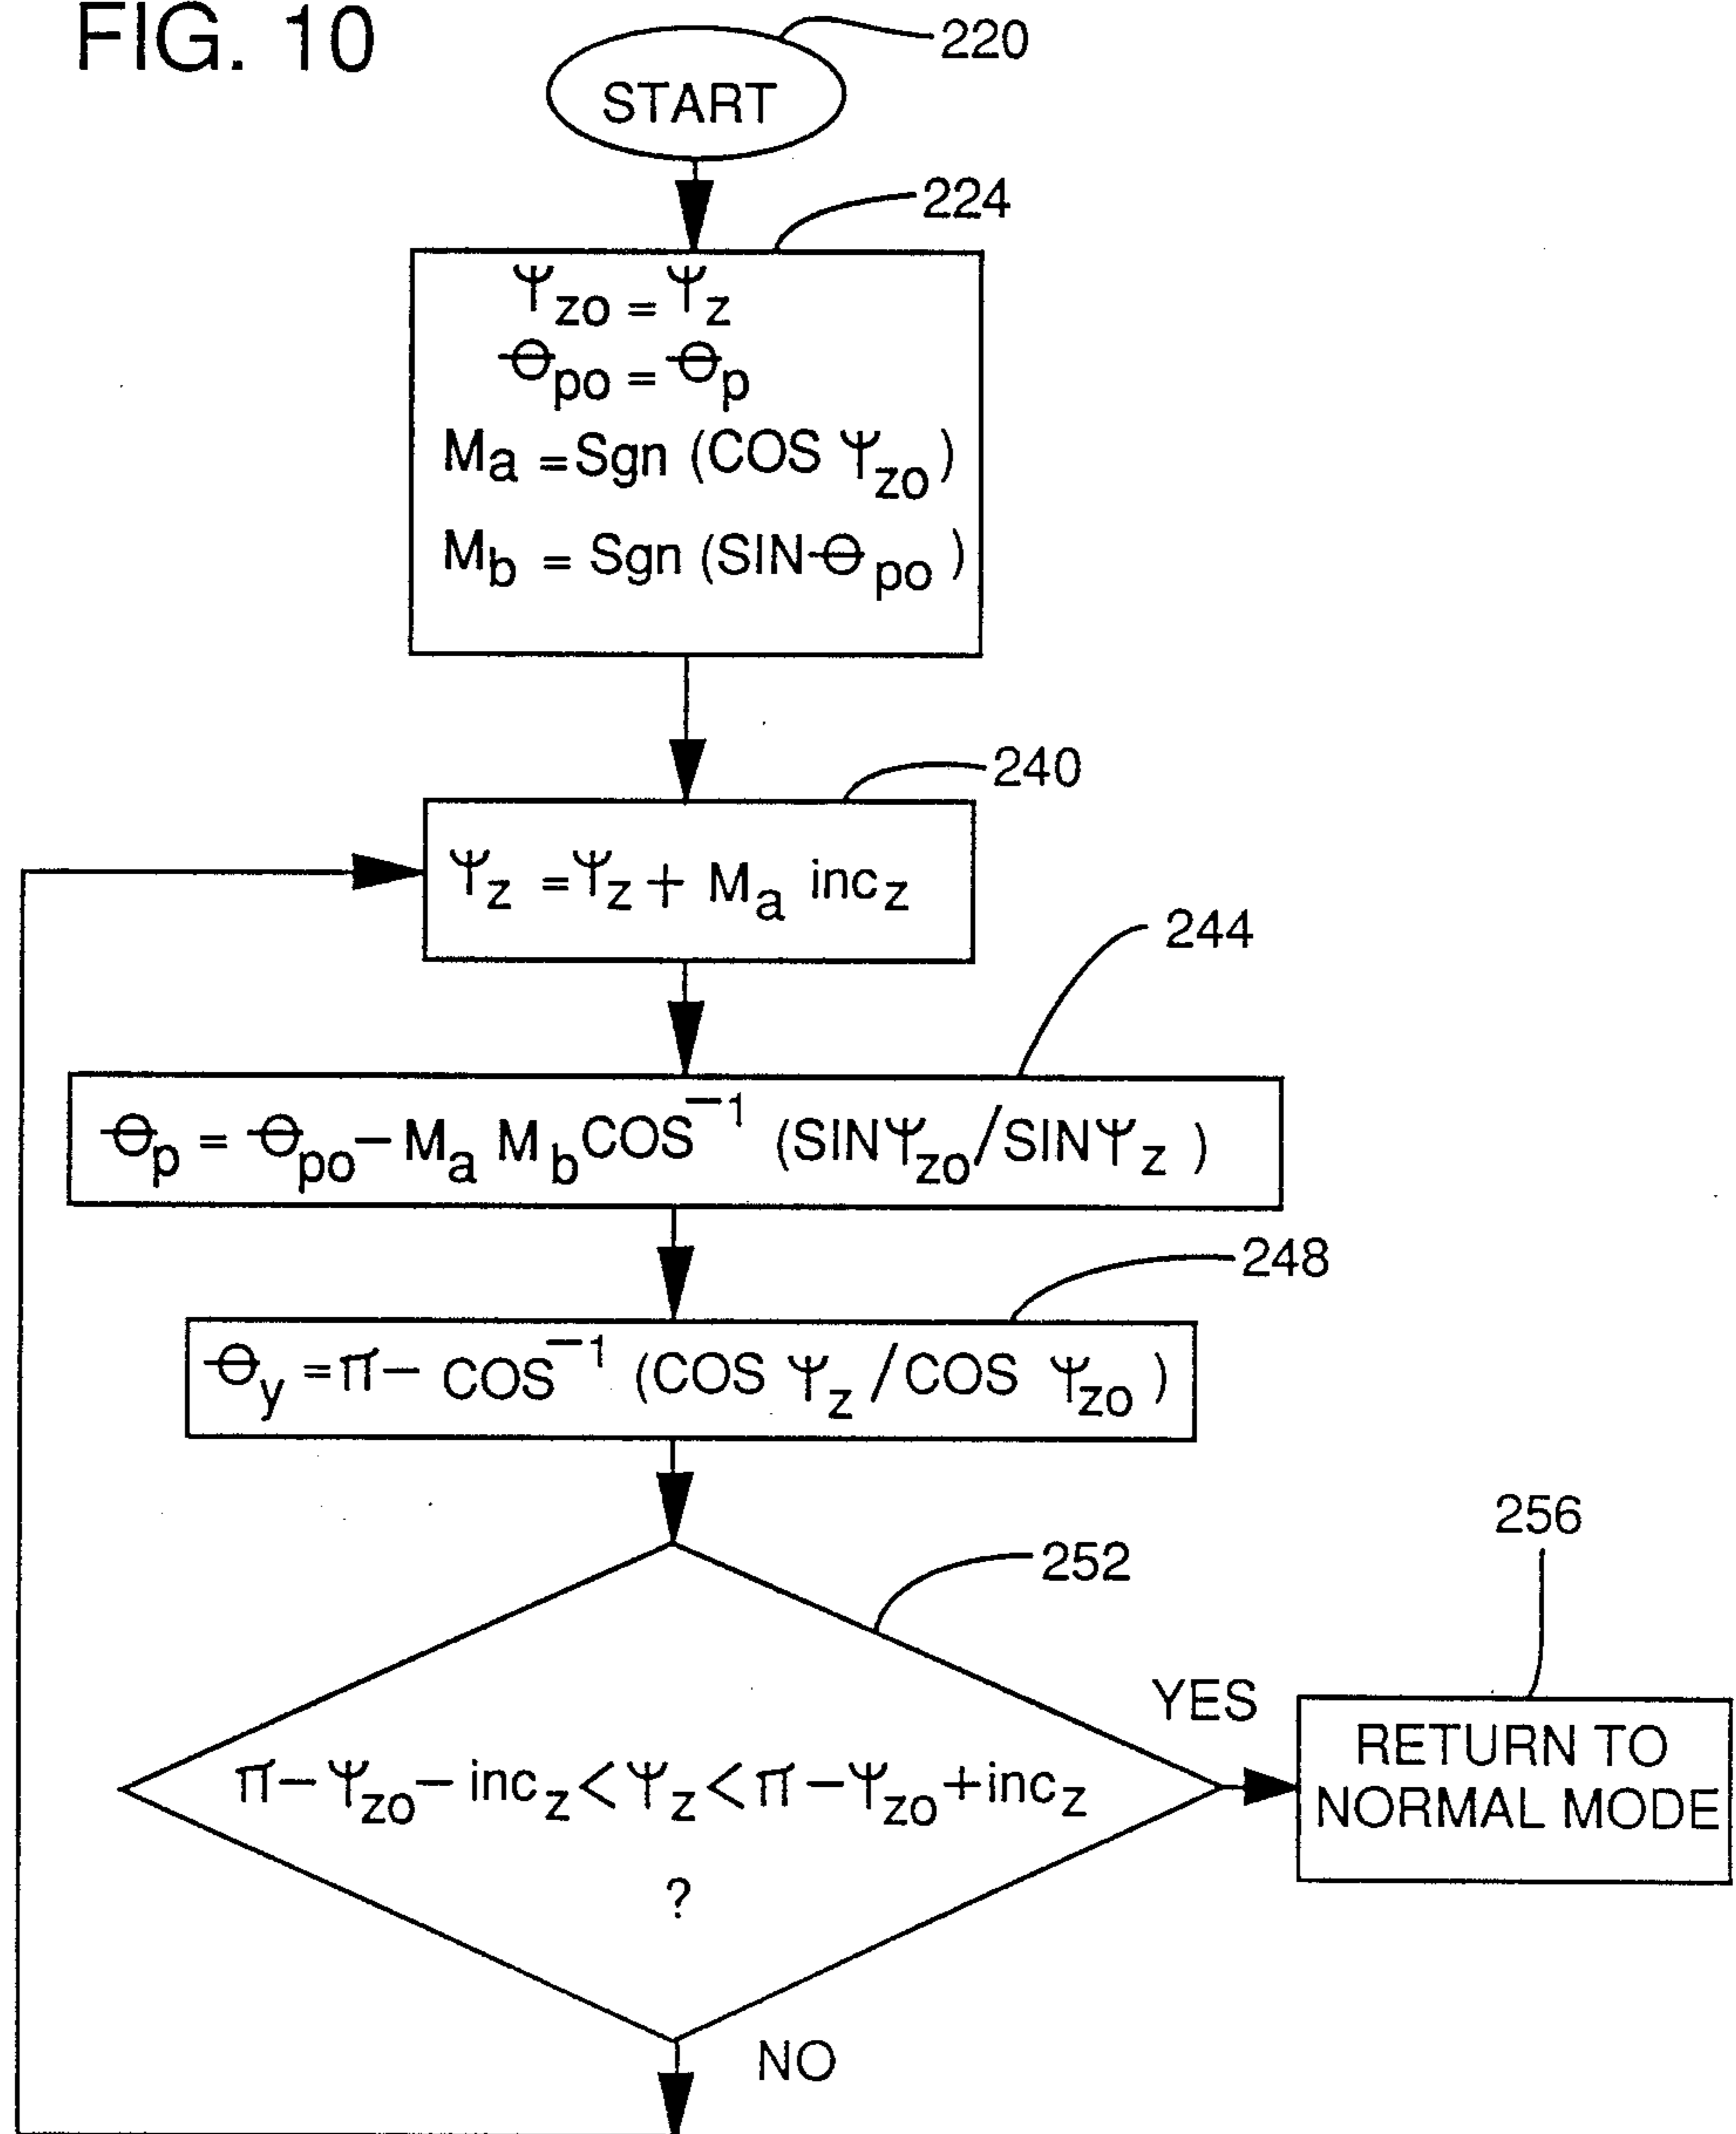 FIG. 10
START
220
224
Ψzo = Ψz
θpo = θp
Ma = Sgn (COS Ψzo)
Mb = Sgn (SIN θpo)
240
Ψz = Ψz + Ma incz
244
θp = θpo – Ma Mb COS⁻¹ (SINΨzo/SINΨz)
248
θy = π – COS⁻¹ (COS Ψz / COS Ψzo)
252
256
YES
RETURN TO
NORMAL MODE
π – Ψzo – incz < Ψz < π – Ψzo + incz
?
NO